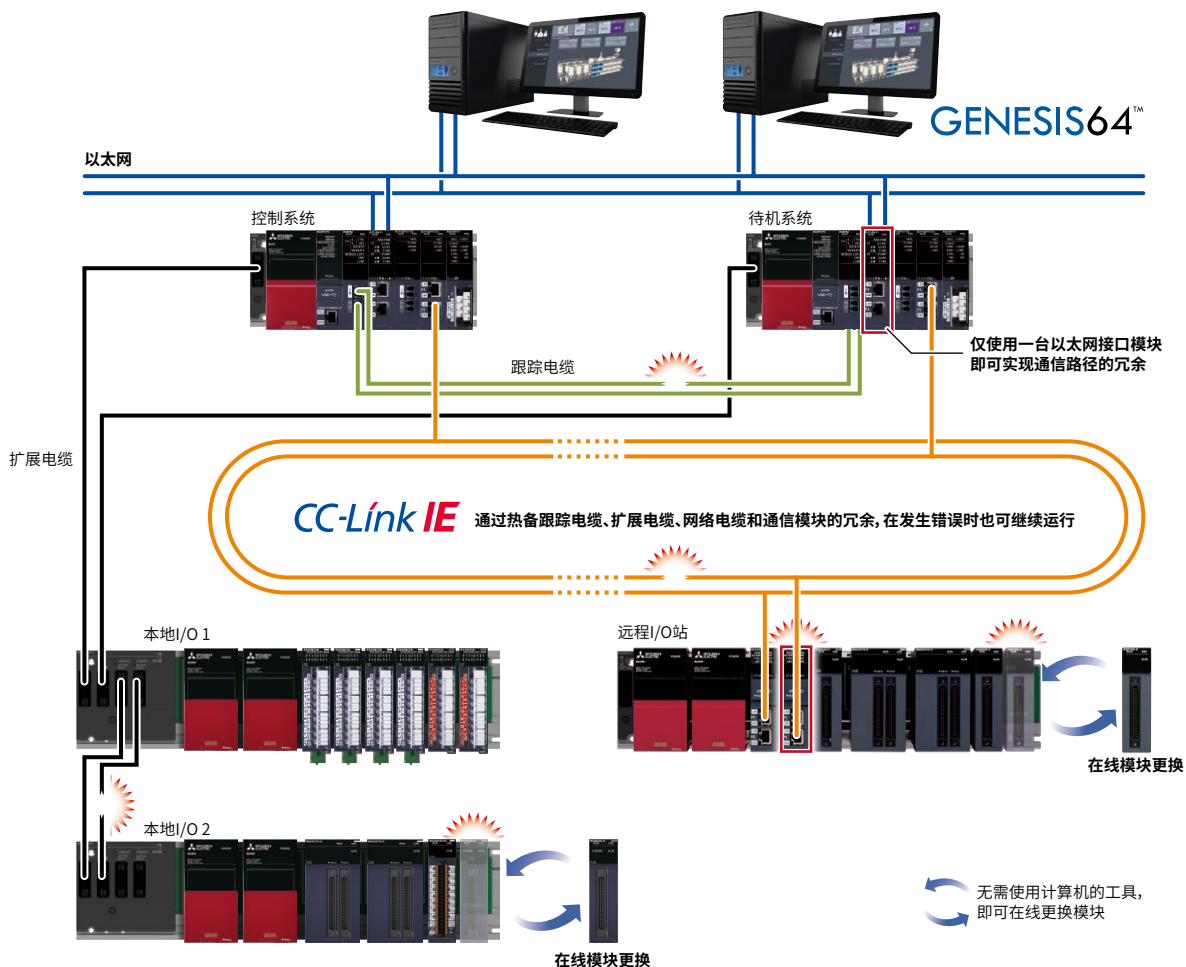 GENESIS64™
以太网
控制系统
待机系统
仅使用一台以太网接口模块
即可实现通信路径的冗余
跟踪电缆
扩展电缆
CC-Link IE
通过热备跟踪电缆、扩展电缆、网络电缆和通信模块的冗余，在发生错误时也可继续运行
本地I/O 1
远程I/O站
在线模块更换
本地I/O 2
无需使用计算机的工具，
即可在线更换模块
在线模块更换